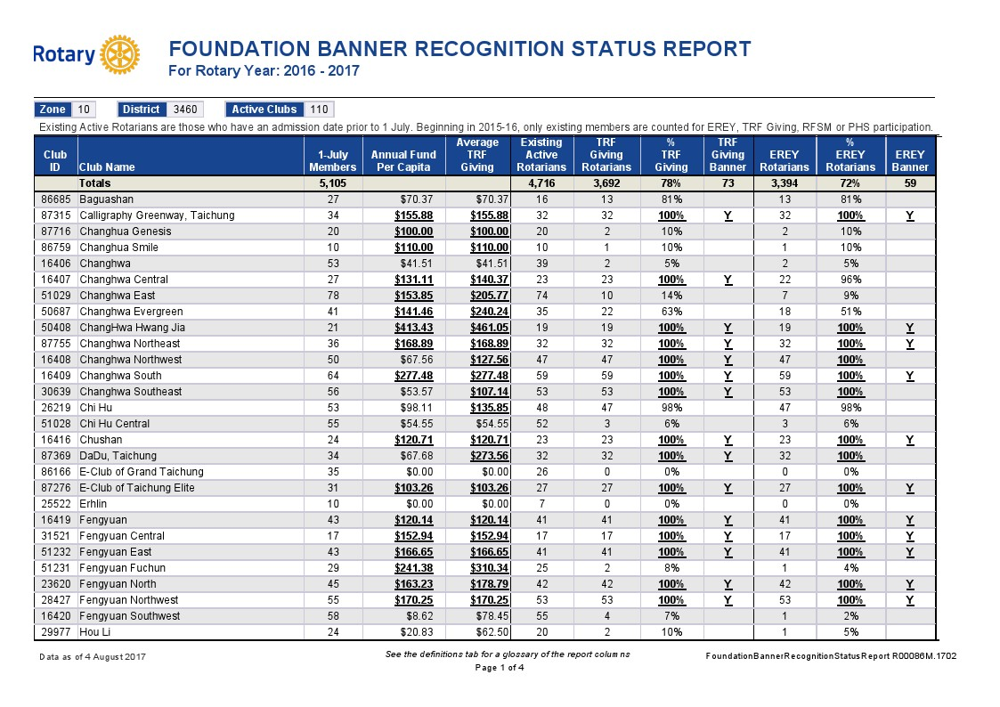 Rotary
FOUNDATION BANNER RECOGNITION STATUS REPORT
For Rotary Year: 2016 - 2017
Zone 10 District 3460 Active Clubs 110
Existing Active Rotarians are those who have an admission date prior to 1 July. Beginning in 2015-16, only existing members are counted for EREY, TRF Giving, RFSM or PHS participation.
Club ID Club Name 1-July Members Annual Fund Per Capita Average TRF Giving Existing Active Rotarians TRF Giving Rotarians % TRF Giving TRF Giving Banner EREY Rotarians % EREY Rotarians EREY Banner
Totals 5,105 4,716 3,692 78% 73 3,394 72% 59
86685 Baguashan 27 $70.37 $70.37 16 13 81% 13 81%
87315 Calligraphy Greenway, Taichung 34 $155.88 $155.88 32 32 100% Y 32 100% Y
87716 Changhua Genesis 20 $100.00 $100.00 20 2 10% 2 10%
86759 Changhua Smile 10 $110.00 $110.00 10 1 10% 1 10%
16406 Changhwa 53 $41.51 $41.51 39 2 5% 2 5%
16407 Changhwa Central 27 $131.11 $140.37 23 23 100% Y 22 96%
51029 Changhwa East 78 $153.85 $205.77 74 10 14% 7 9%
50687 Changhwa Evergreen 41 $141.46 $240.24 35 22 63% 18 51%
50408 ChangHwa Hwang Jia 21 $413.43 $461.05 19 19 100% Y 19 100% Y
87755 Changhwa Northeast 36 $168.89 $168.89 32 32 100% Y 32 100% Y
16408 Changhwa Northwest 50 $67.56 $127.56 47 47 100% Y 47 100%
16409 Changhwa South 64 $277.48 $277.48 59 59 100% Y 59 100% Y
30639 Changhwa Southeast 56 $53.57 $107.14 53 53 100% Y 53 100%
26219 Chi Hu 53 $98.11 $135.85 48 47 98% 47 98%
51028 Chi Hu Central 55 $54.55 $54.55 52 3 6% 3 6%
16416 Chushan 24 $120.71 $120.71 23 23 100% Y 23 100% Y
87369 DaDu, Taichung 34 $67.68 $273.56 32 32 100% Y 32 100%
86166 E-Club of Grand Taichung 35 $0.00 $0.00 26 0 0% 0 0%
87276 E-Club of Taichung Elite 31 $103.26 $103.26 27 27 100% Y 27 100% Y
25522 Erhlin 10 $0.00 $0.00 7 0 0% 0 0%
16419 Fengyuan 43 $120.14 $120.14 41 41 100% Y 41 100% Y
31521 Fengyuan Central 17 $152.94 $152.94 17 17 100% Y 17 100% Y
51232 Fengyuan East 43 $166.65 $166.65 41 41 100% Y 41 100% Y
51231 Fengyuan Fuchun 29 $241.38 $310.34 25 2 8% 1 4%
23620 Fengyuan North 45 $163.23 $178.79 42 42 100% Y 42 100% Y
28427 Fengyuan Northwest 55 $170.25 $170.25 53 53 100% Y 53 100% Y
16420 Fengyuan Southwest 58 $8.62 $78.45 55 4 7% 1 2%
29977 Hou Li 24 $20.83 $62.50 20 2 10% 1 5%
Data as of 4 August 2017 See the definitions tab for a glossary of the report columns FoundationBannerRecognitionStatusReport R00086M.1702
Page 1 of 4